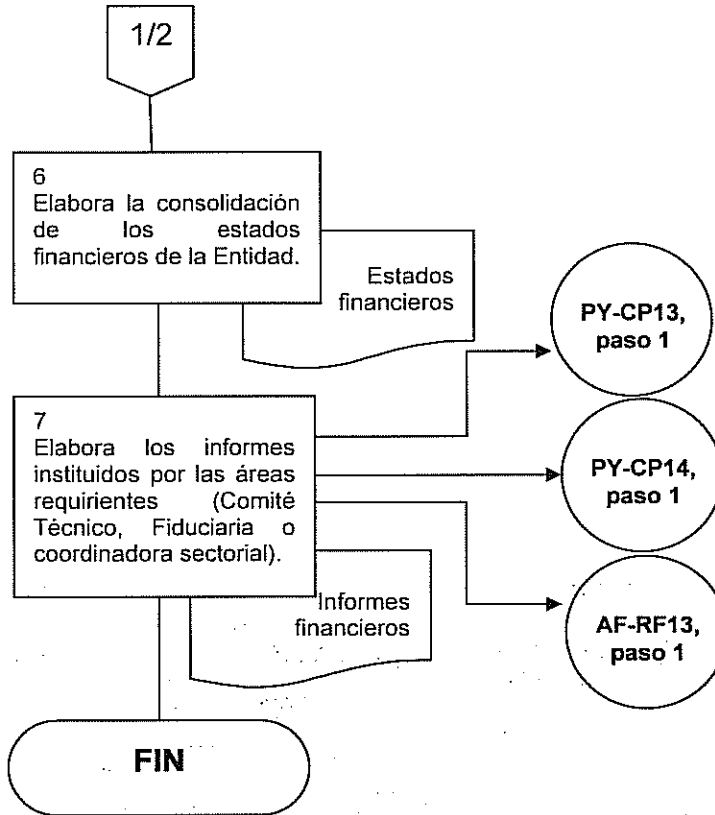 1/2
6
Elabora la consolidación
de los estados
financieros de la Entidad.
Estados
financieros
PY-CP13,
paso 1
7
Elabora los informes
instituidos por las áreas
requirientes (Comité
Técnico, Fiduciaria o
coordinadora sectorial).
PY-CP14,
paso 1
Informes
financieros
AF-RF13,
paso 1
FIN